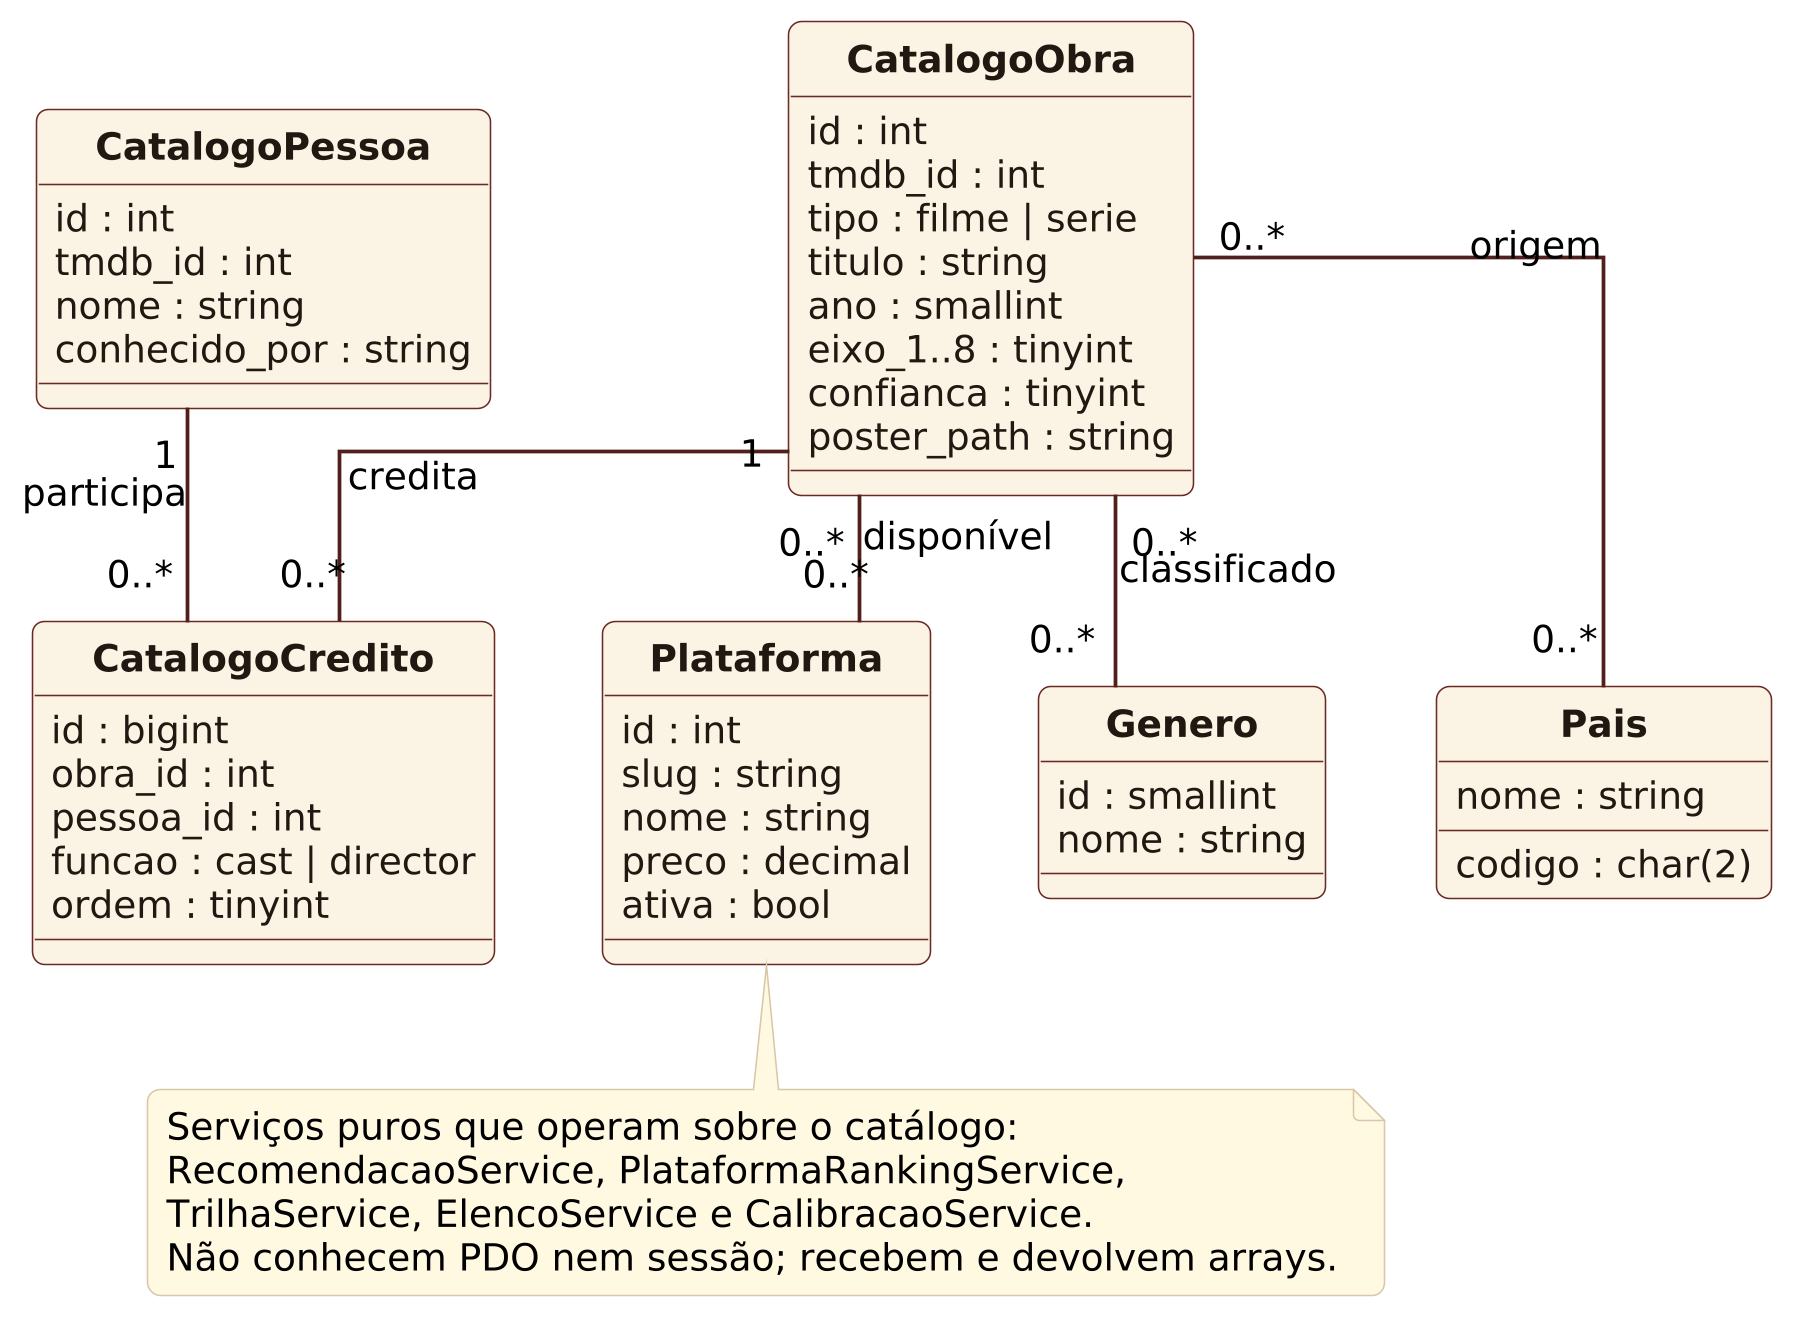 CatalogoObra
id : int
tmdb_id : int
tipo : filme | serie
titulo : string
ano : smallint
eixo_1..8 : tinyint
confianca : tinyint
poster_path : string
CatalogoPessoa
id : int
tmdb_id : int
nome : string
conhecido_por : string
0..*
origem
0..*
1
participa
0..*
1
credita
0..*
0..*
disponível
0..*
0..*
classificado
0..*
CatalogoCredito
id : bigint
obra_id : int
pessoa_id : int
funcao : cast | director
ordem : tinyint
Plataforma
id : int
slug : string
nome : string
preco : decimal
ativa : bool
Genero
id : smallint
nome : string
Pais
nome : string
codigo : char(2)
Serviços puros que operam sobre o catálogo:
RecomendacaoService, PlataformaRankingService,
TrilhaService, ElencoService e CalibracaoService.
Não conhecem PDO nem sessão; recebem e devolvem arrays.